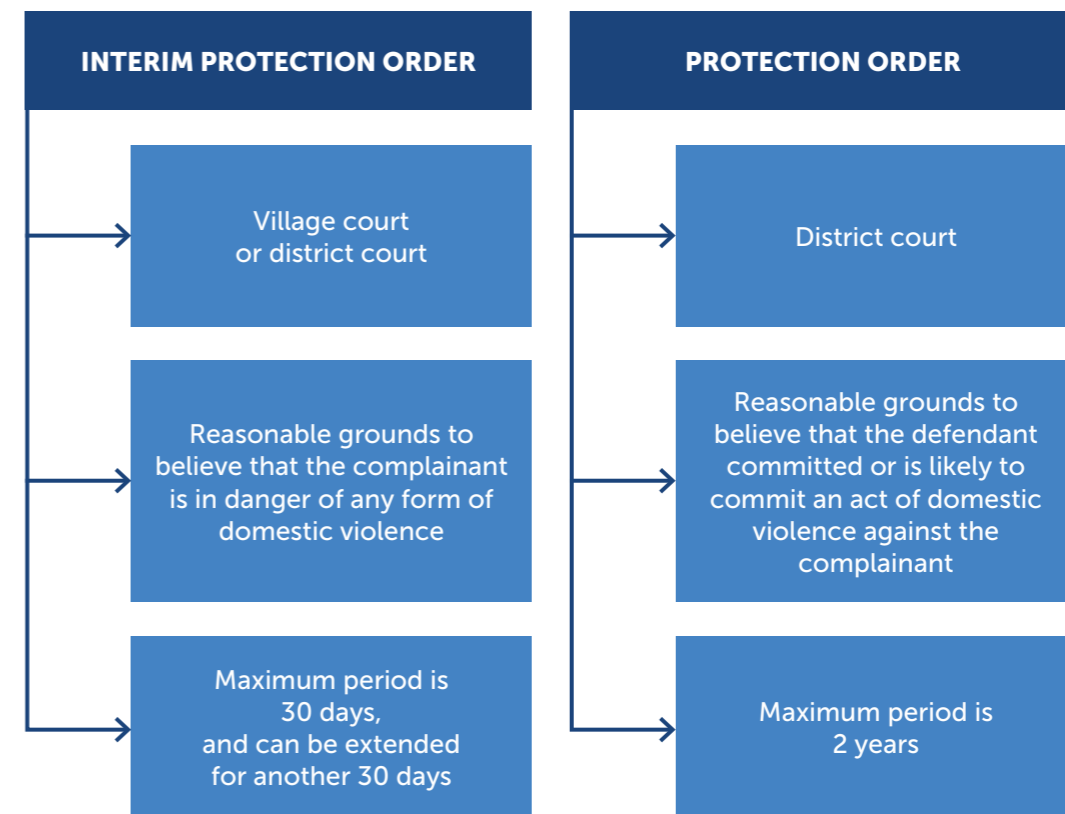 INTERIM PROTECTION ORDER
Village court
or district court
Reasonable grounds to
believe that the complainant
is in danger of any form of
domestic violence
Maximum period is
30 days,
and can be extended
for another 30 days
PROTECTION ORDER
District court
Reasonable grounds to
believe that the defendant
committed or is likely to
commit an act of domestic
violence against the
complainant
Maximum period is
2 years